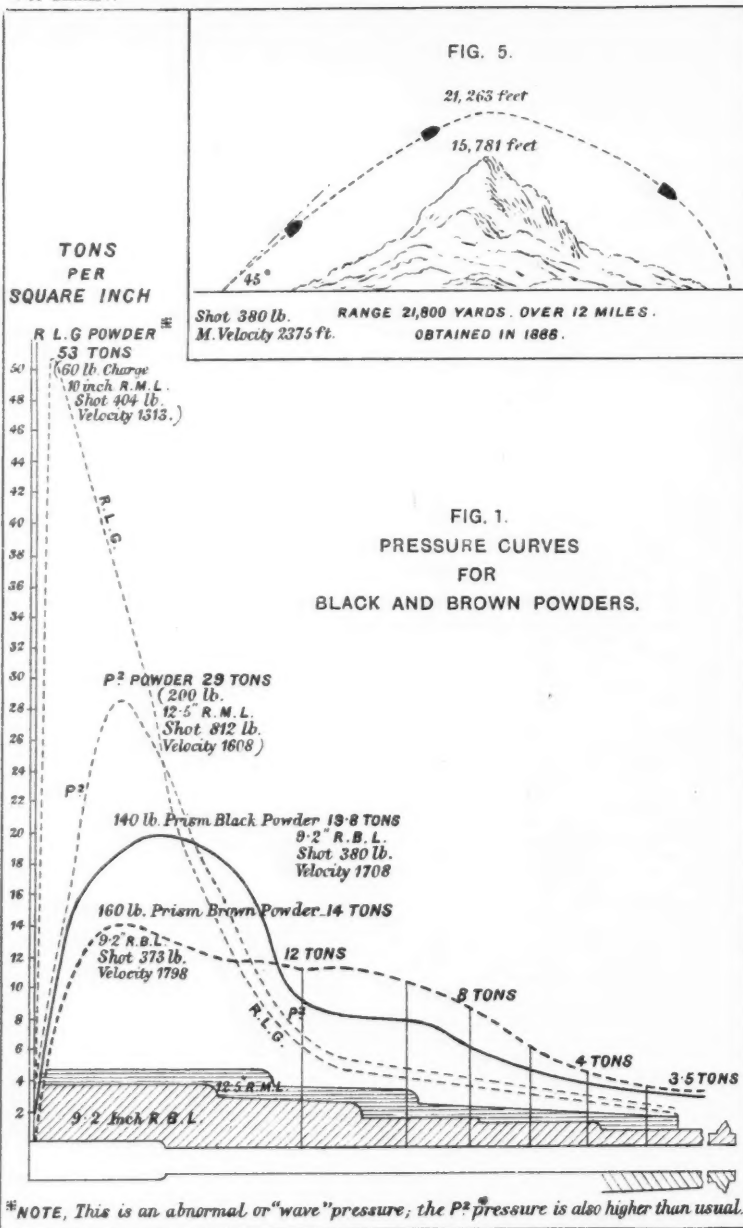 FIG. 5.
21,263 feet
15,781 feet
45°
Shot 380 lb. RANGE 21,800 YARDS. OVER 12 MILES.
M. Velocity 2375 ft. OBTAINED IN 1886.
TONS
PER
SQUARE INCH
R L.G POWDER *
53 TONS
(60 lb. Charge
10 inch R.M.L.
Shot 404 lb.
Velocity 1313.)
50
48
46
44
42
40
38
36
34
32
30
28
26
24
22
20
18
16
14
12
10
8
6
4
2
R.L.G.
FIG. 1.
PRESSURE CURVES
FOR
BLACK AND BROWN POWDERS.
P² POWDER 29 TONS
(200 lb.
12·5" R.M.L.
Shot 812 lb.
Velocity 1608)
P²
140 lb. Prism Black Powder 19·8 TONS
9·2" R.B.L.
Shot 380 lb.
Velocity 1708
160 lb. Prism Brown Powder 14 TONS
9·2" R.B.L.
Shot 373 lb.
Velocity 1798
12 TONS
8 TONS
P²
R.L.G.
4 TONS
3·5 TONS
12·5" R.M.L.
9·2 Inch R.B.L.
*NOTE, This is an abnormal or "wave" pressure; the P² pressure is also higher than usual.